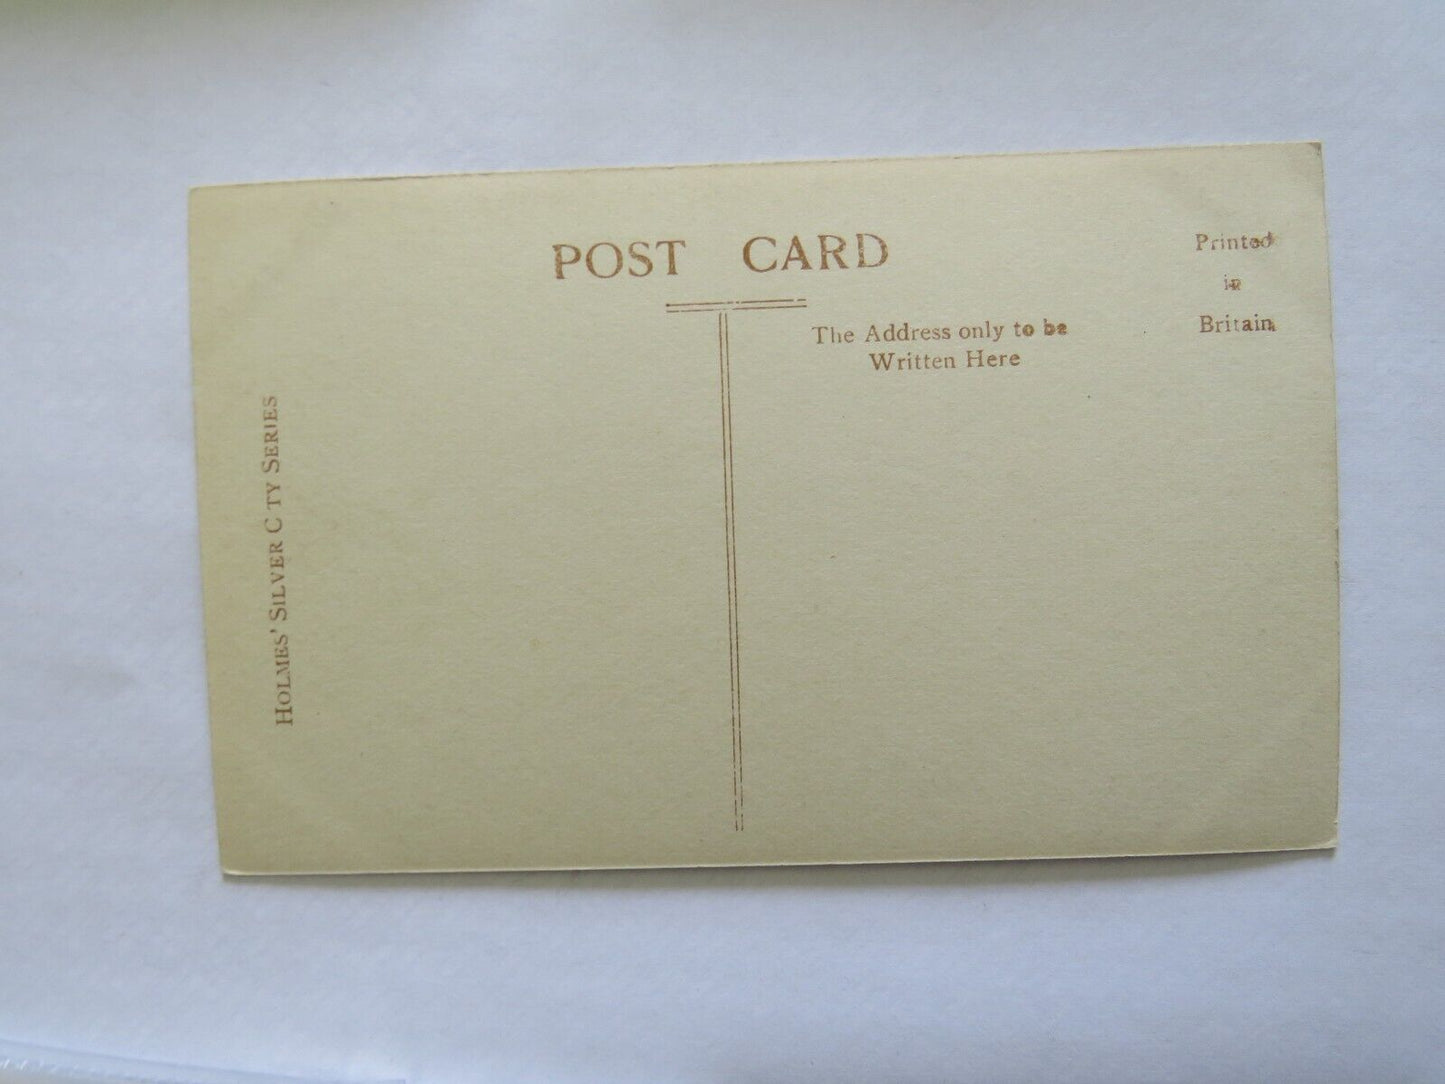 POST CARD
The Address only to be
Written Here
Printed
in
Britain.
HOLMES' SILVER C TY SERIES